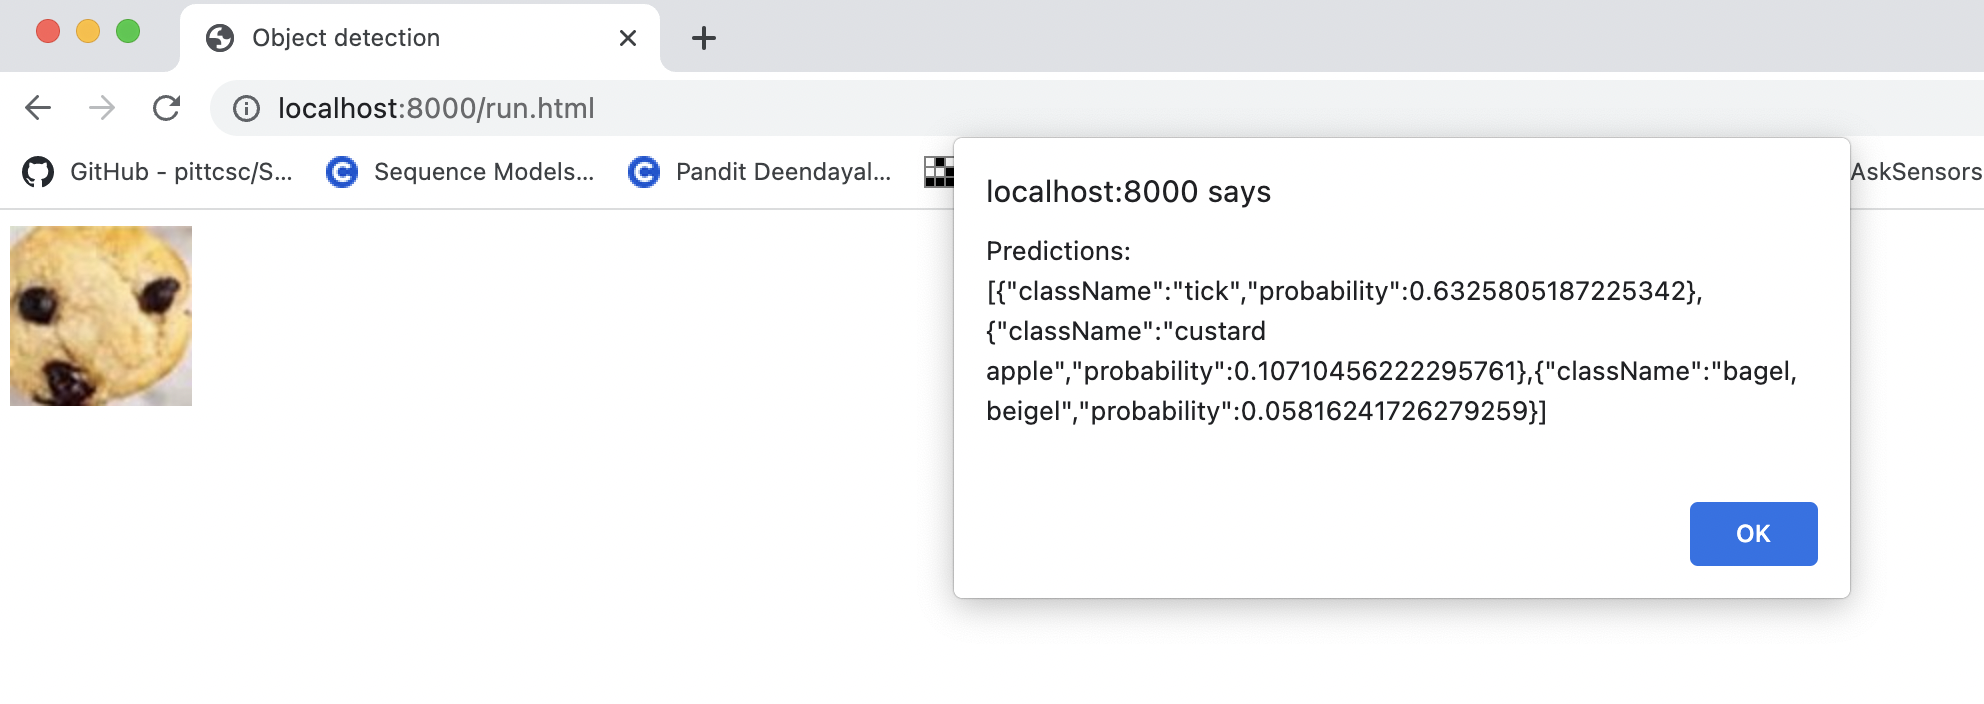 Object detection
localhost:8000/run.html
GitHub - pittcsc/S...
Sequence Models...
Pandit Deendayal...
AskSensors
localhost:8000 says
Predictions:
[{"className":"tick","probability":0.6325805187225342},
{"className":"custard
apple","probability":0.10710456222295761},{"className":"bagel,
beigel","probability":0.05816241726279259}]
OK